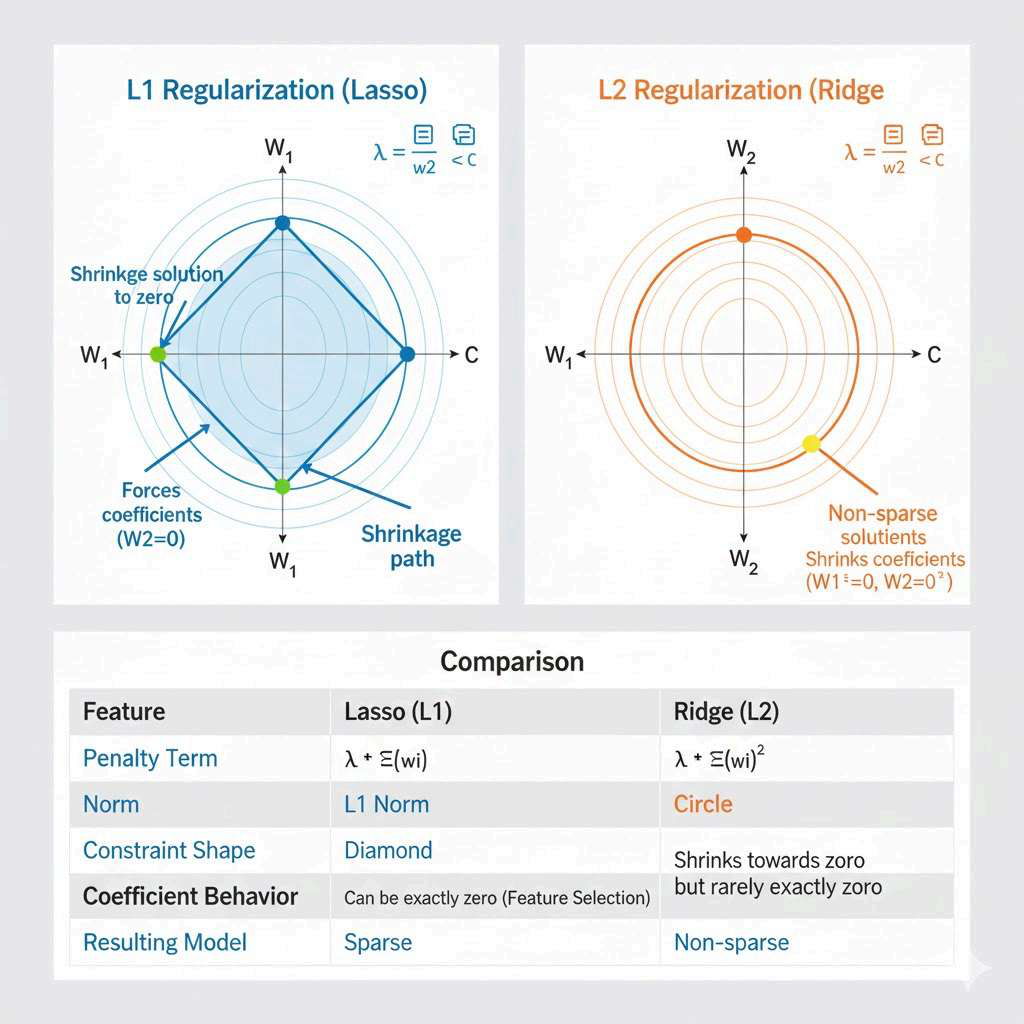 L1 Regularization (Lasso)
λ =
w2
< C
W1
Shrinkge solution
to zero
W1
C
Forces
coefficients
(W2=0)
Shrinkage
path
W1
L2 Regularization (Ridge
λ =
w2
< C
W2
W1
C
W2
Non-sparse
solutients
Shrinks coeficients
Comparison
Feature
Lasso (L1)
Ridge (L2)
Penalty Term
λ + Ξ(wi)
λ + Ξ(wi)²
Norm
L1 Norm
Circle
Constraint Shape
Diamond
Shrinks towards zoro
but rarely exactly zoro
Coefficient Behavior
Can be exactly zero (Feature Selection)
Resulting Model
Sparse
Non-sparse